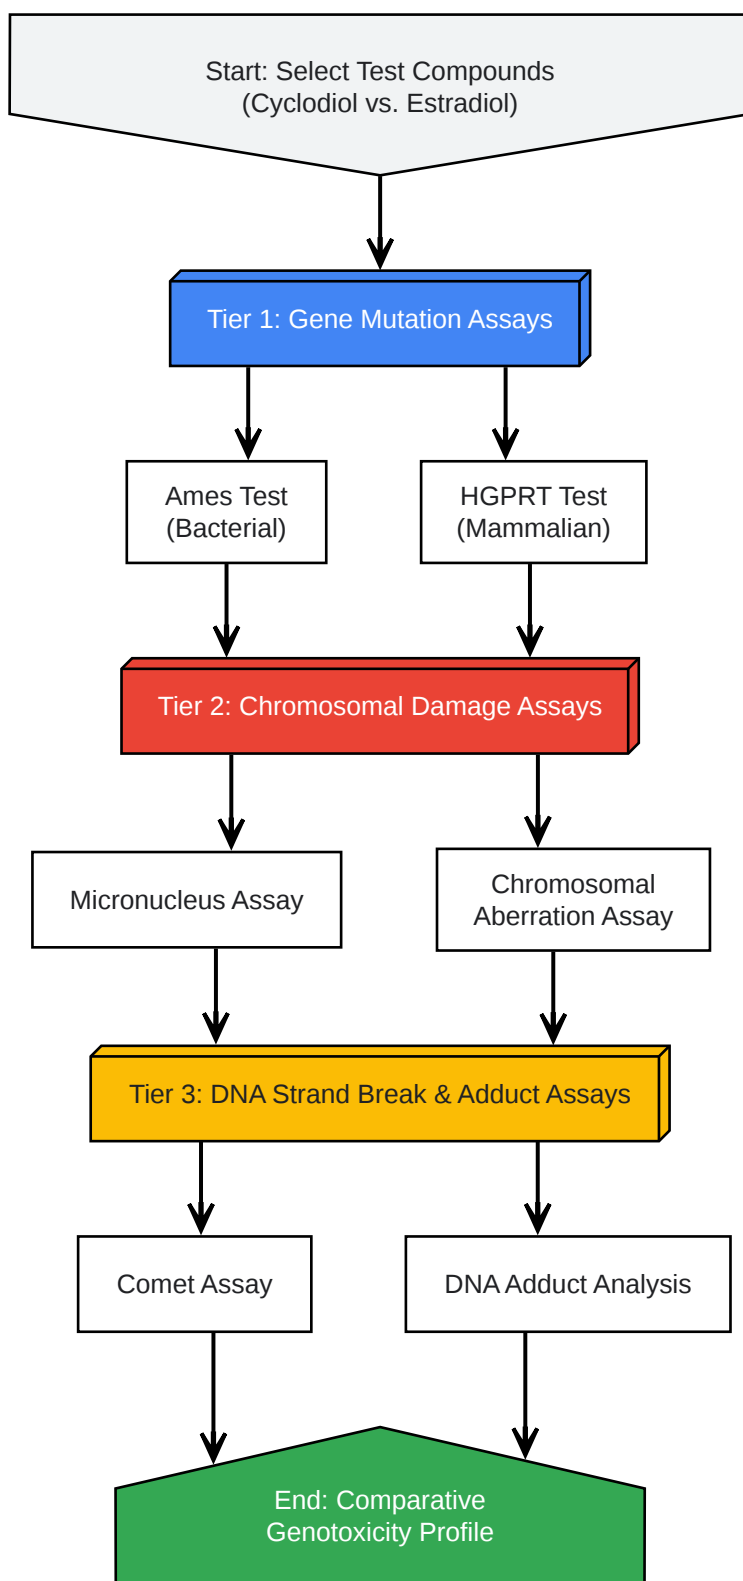 Start: Select Test Compounds
(Cyclodiol vs. Estradiol)
Tier 1: Gene Mutation Assays
Ames Test
(Bacterial)
HGPRT Test
(Mammalian)
Tier 2: Chromosomal Damage Assays
Micronucleus Assay
Chromosomal
Aberration Assay
Tier 3: DNA Strand Break & Adduct Assays
Comet Assay
DNA Adduct Analysis
End: Comparative
Genotoxicity Profile